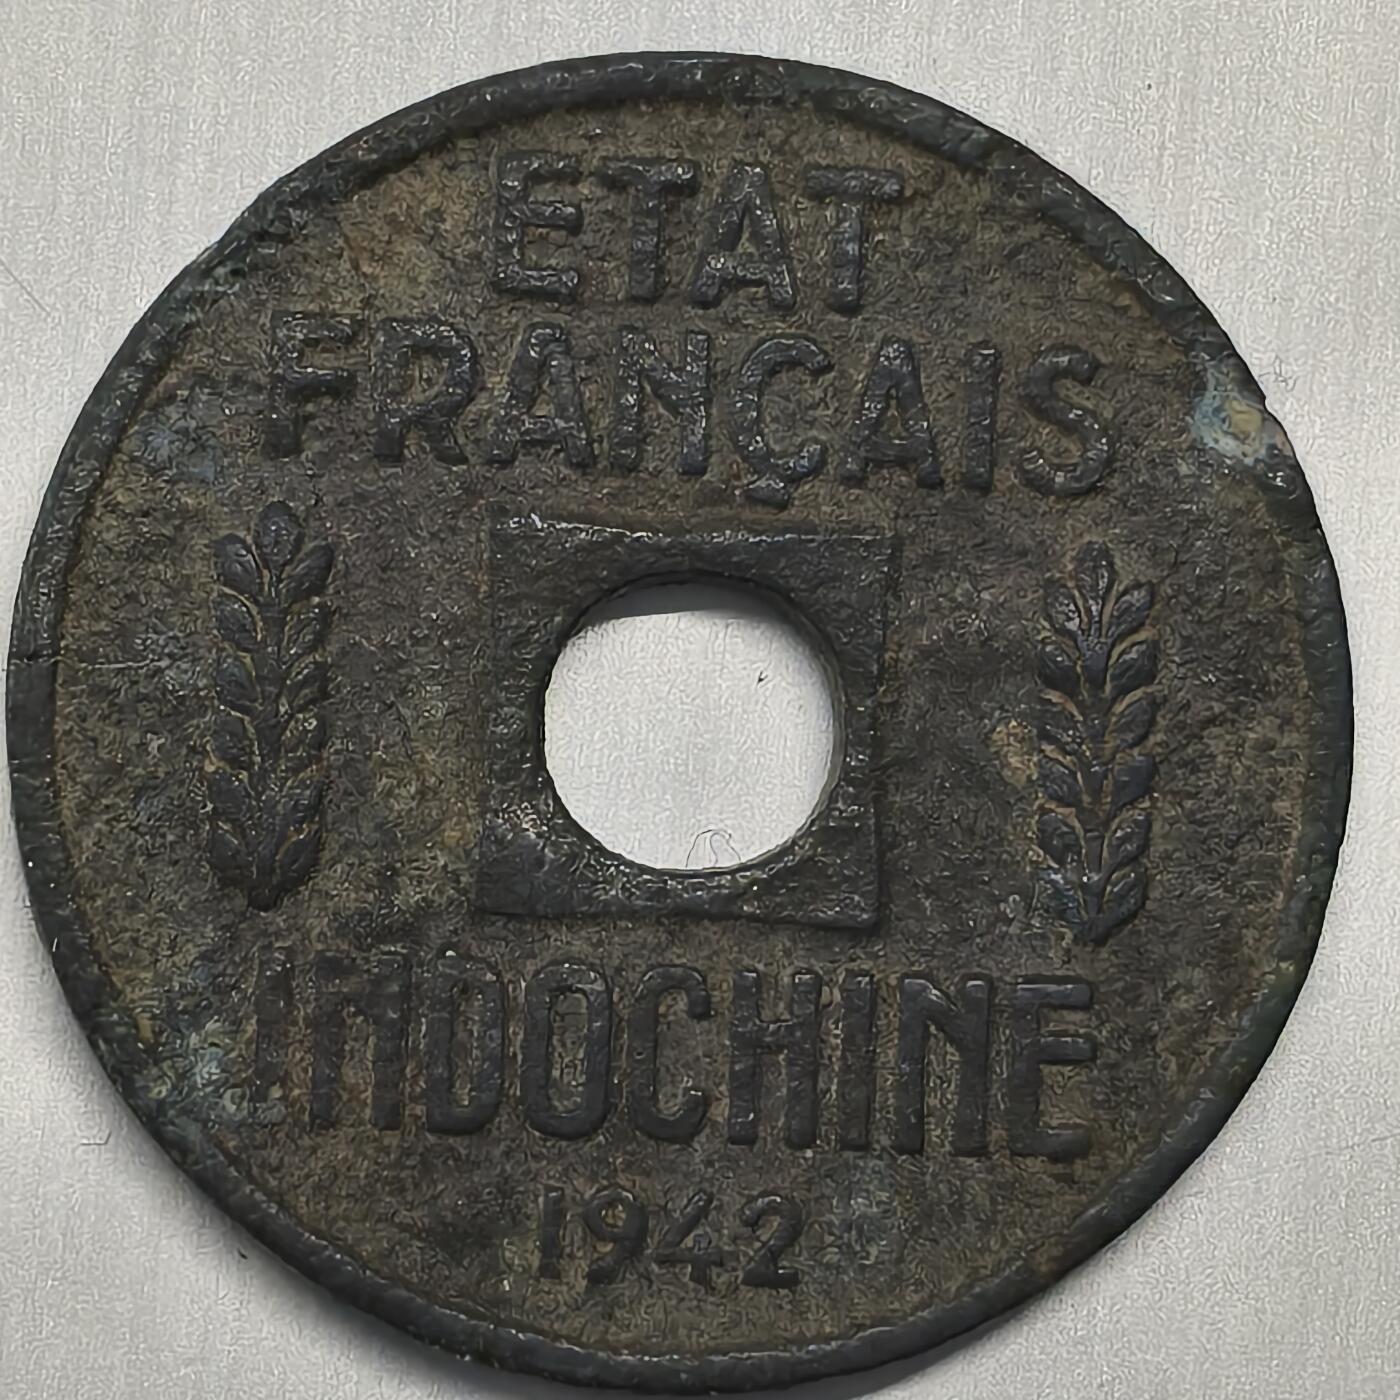 ETAT
FRANÇAIS
INDOCHINE
1942